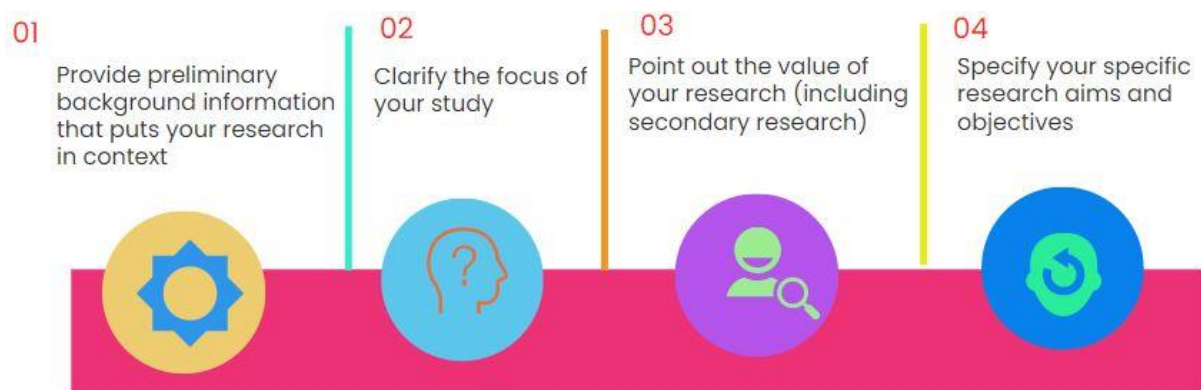 01
Provide preliminary
background information
that puts your research
in context
02
Clarify the focus of
your study
03
Point out the value of
your research (including
secondary research)
04
Specify your specific
research aims and
objectives
?